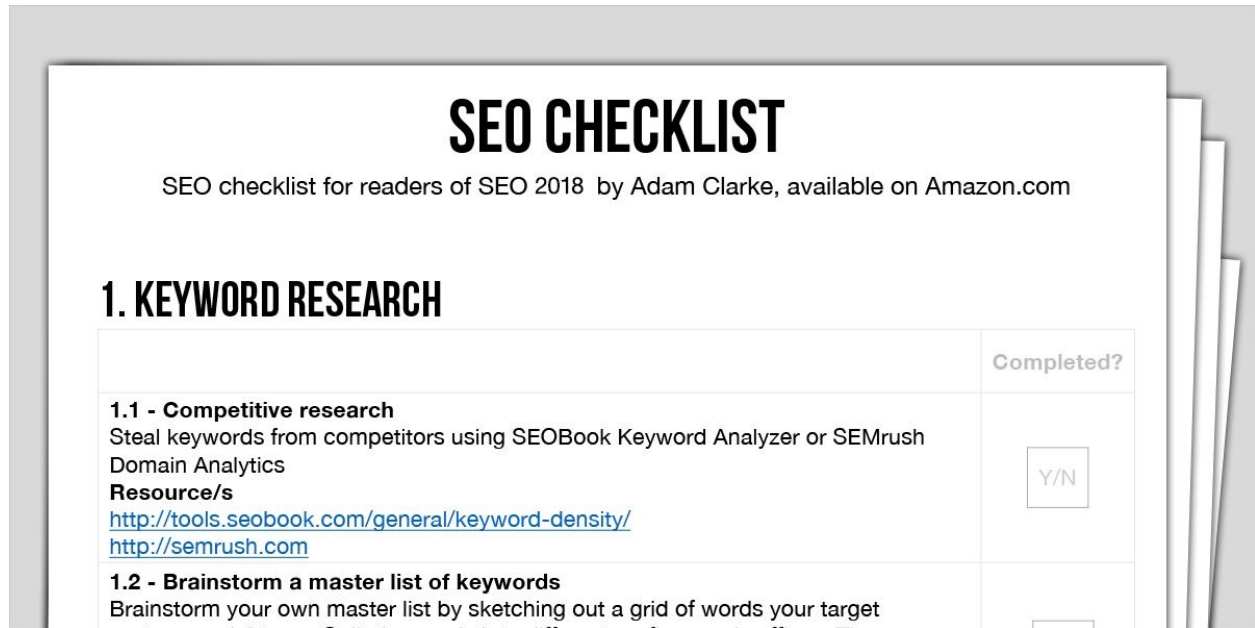 SEO CHECKLIST
SEO checklist for readers of SEO 2018 by Adam Clarke, available on Amazon.com
1. KEYWORD RESEARCH
Completed?
1.1 - Competitive research
Steal keywords from competitors using SEOBook Keyword Analyzer or SEMrush
Domain Analytics
Resource/s
http://tools.seobook.com/general/keyword-density/
http://semrush.com
Y/N
1.2 - Brainstorm a master list of keywords
Brainstorm your own master list by sketching out a grid of words your target